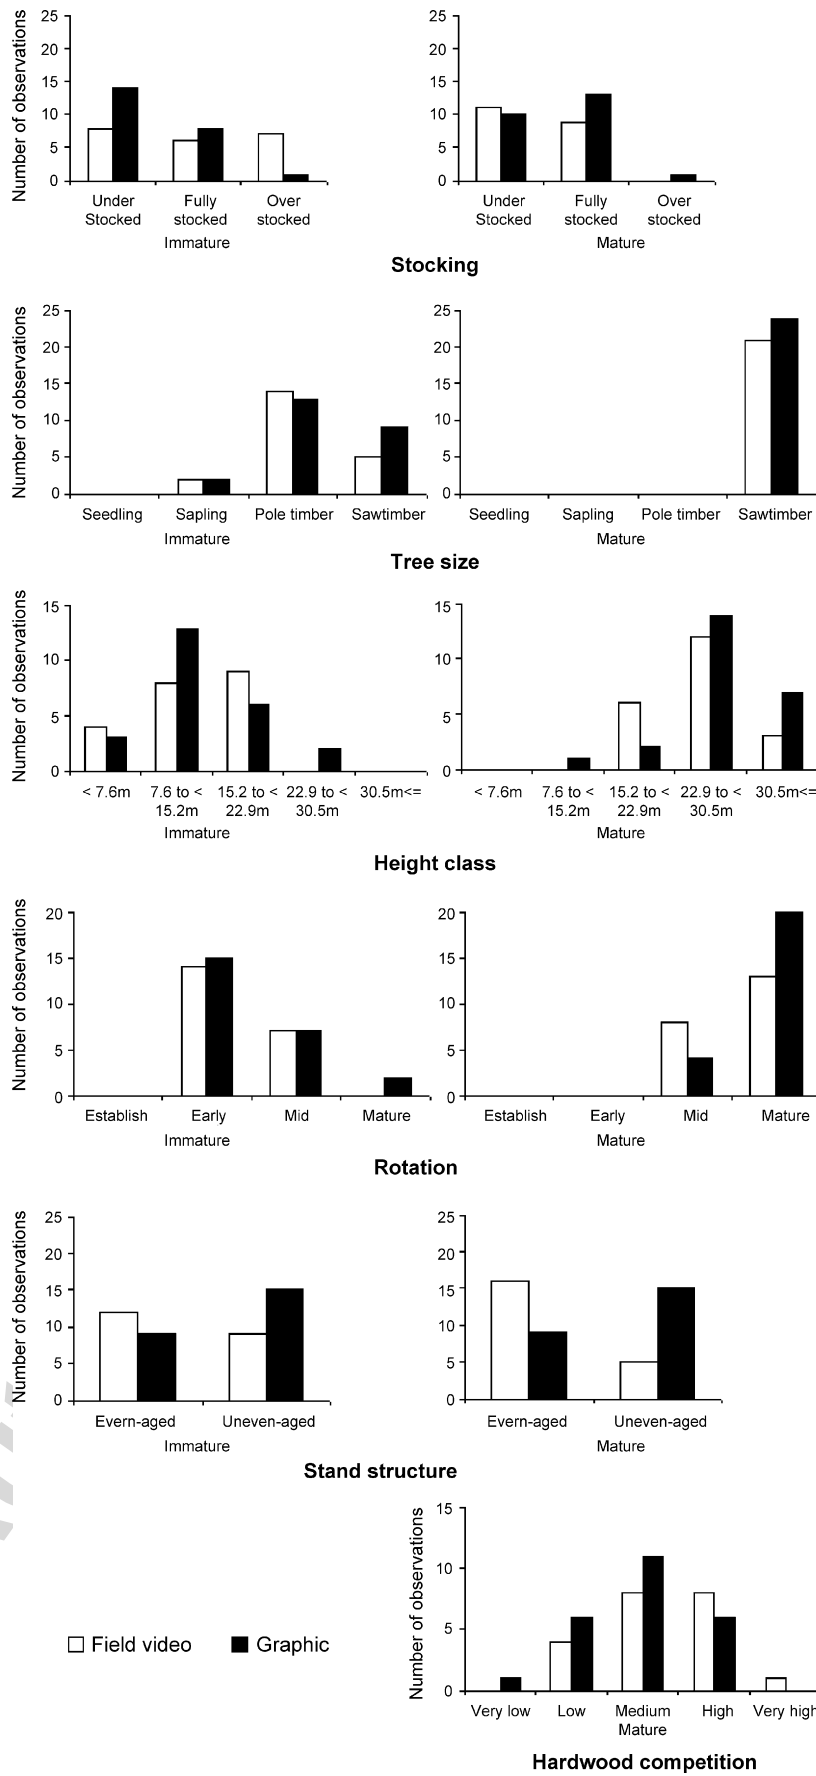 Number of observations
25
20
15
10
5
0
Under Stocked
Fully stocked
Over stocked
Immature
25
20
15
10
5
0
Under Stocked
Fully stocked
Over stocked
Mature
Stocking
Number of observations
25
20
15
10
5
0
Seedling Sapling Pole timber Sawtimber
Immature
25
20
15
10
5
0
Seedling Sapling Pole timber Sawtimber
Mature
Tree size
Number of observations
15
10
5
0
< 7.6m 7.6 to < 15.2 to < 22.9 to < 30.5m<=
15.2m 22.9m 30.5m
Immature
15
10
5
0
< 7.6m 7.6 to < 15.2 to < 22.9 to < 30.5m<=
15.2m 22.9m 30.5m
Mature
Height class
Number of observations
20
15
10
5
0
Establish Early Mid Mature
Immature
20
15
10
5
0
Establish Early Mid Mature
Mature
Rotation
Number of observations
25
20
15
10
5
0
Evern-aged Uneven-aged
Immature
25
20
15
10
5
0
Evern-aged Uneven-aged
Mature
Stand structure
Field video Graphic
Number of observations
15
10
5
0
Very low Low Medium High Very high
Mature
Hardwood competition